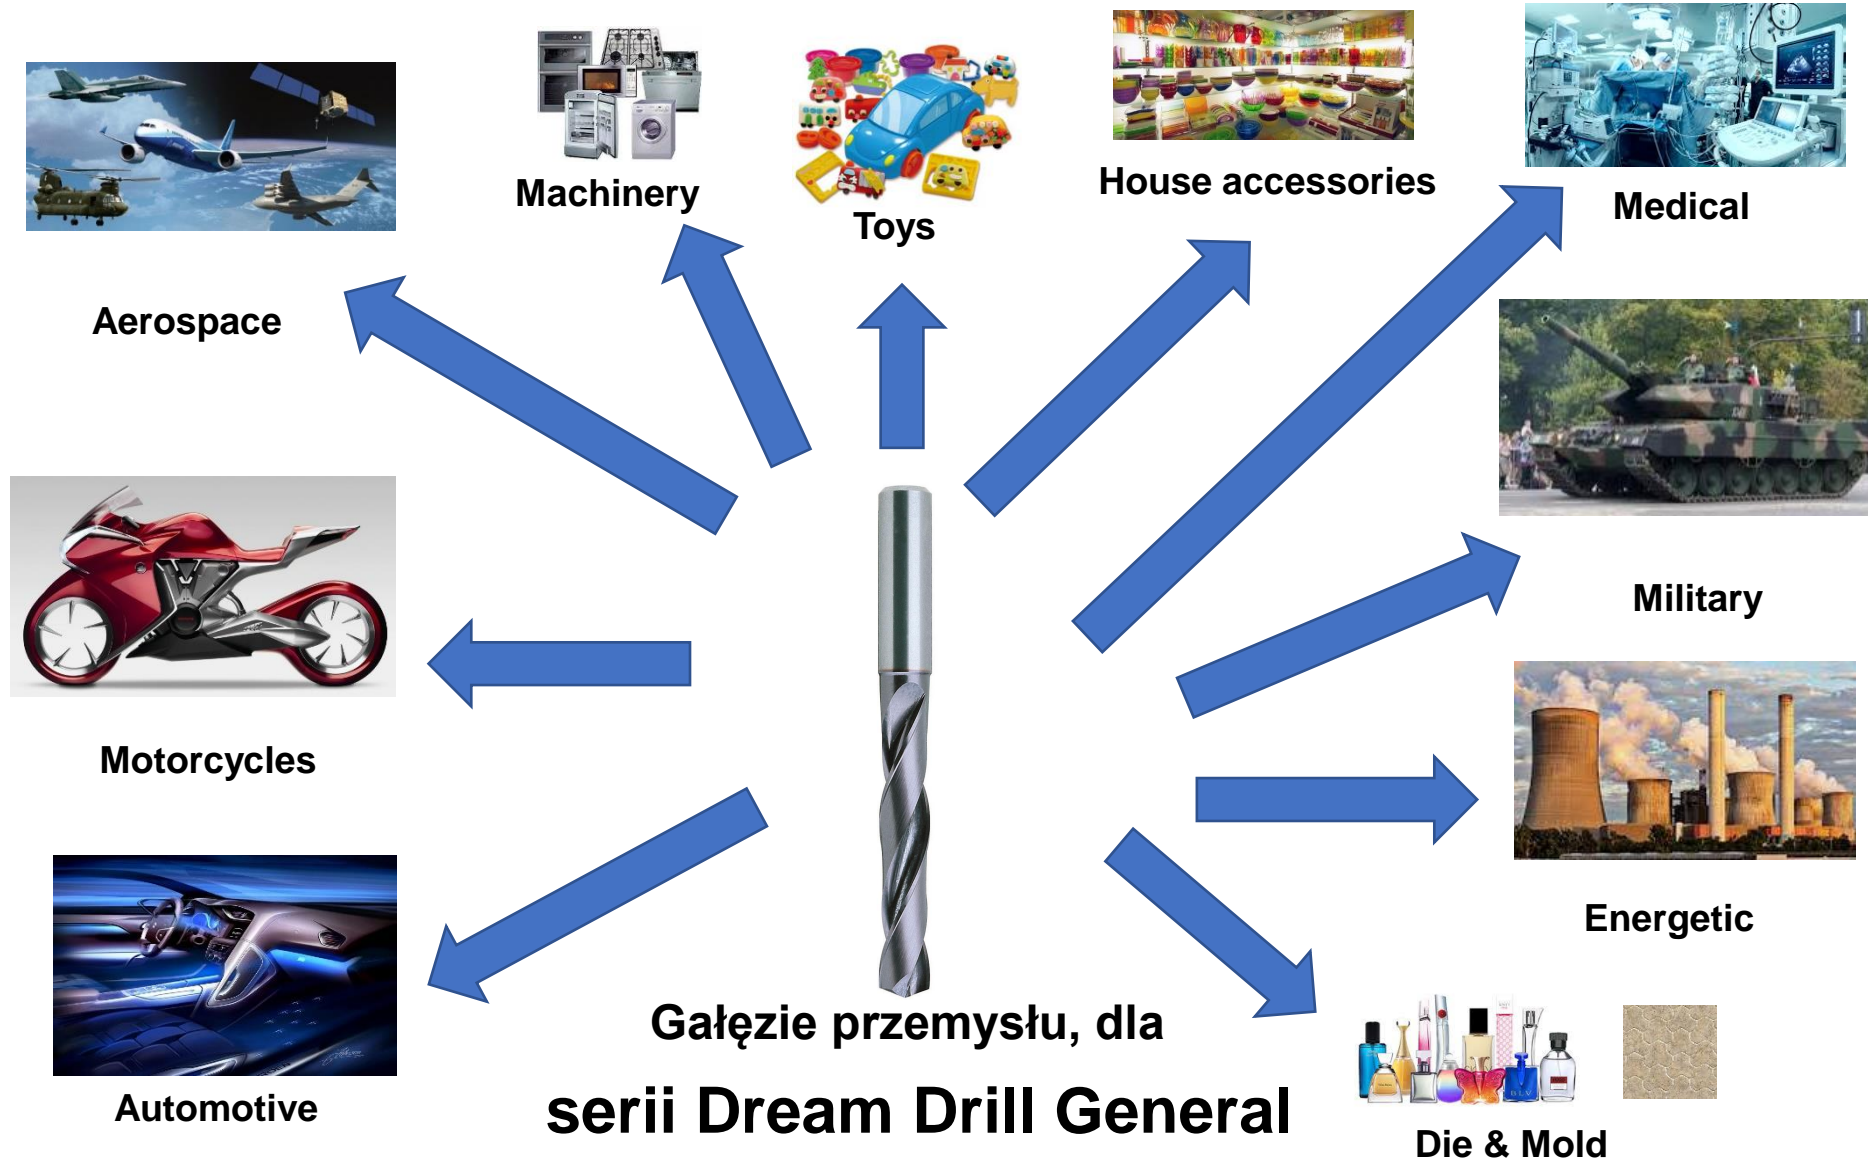 Machinery
Toys
House accessories
Medical
Aerospace
Military
Motorcycles
Energetic
Automotive
Gałęzie przemysłu, dla
serii Dream Drill General
BLV
Die & Mold